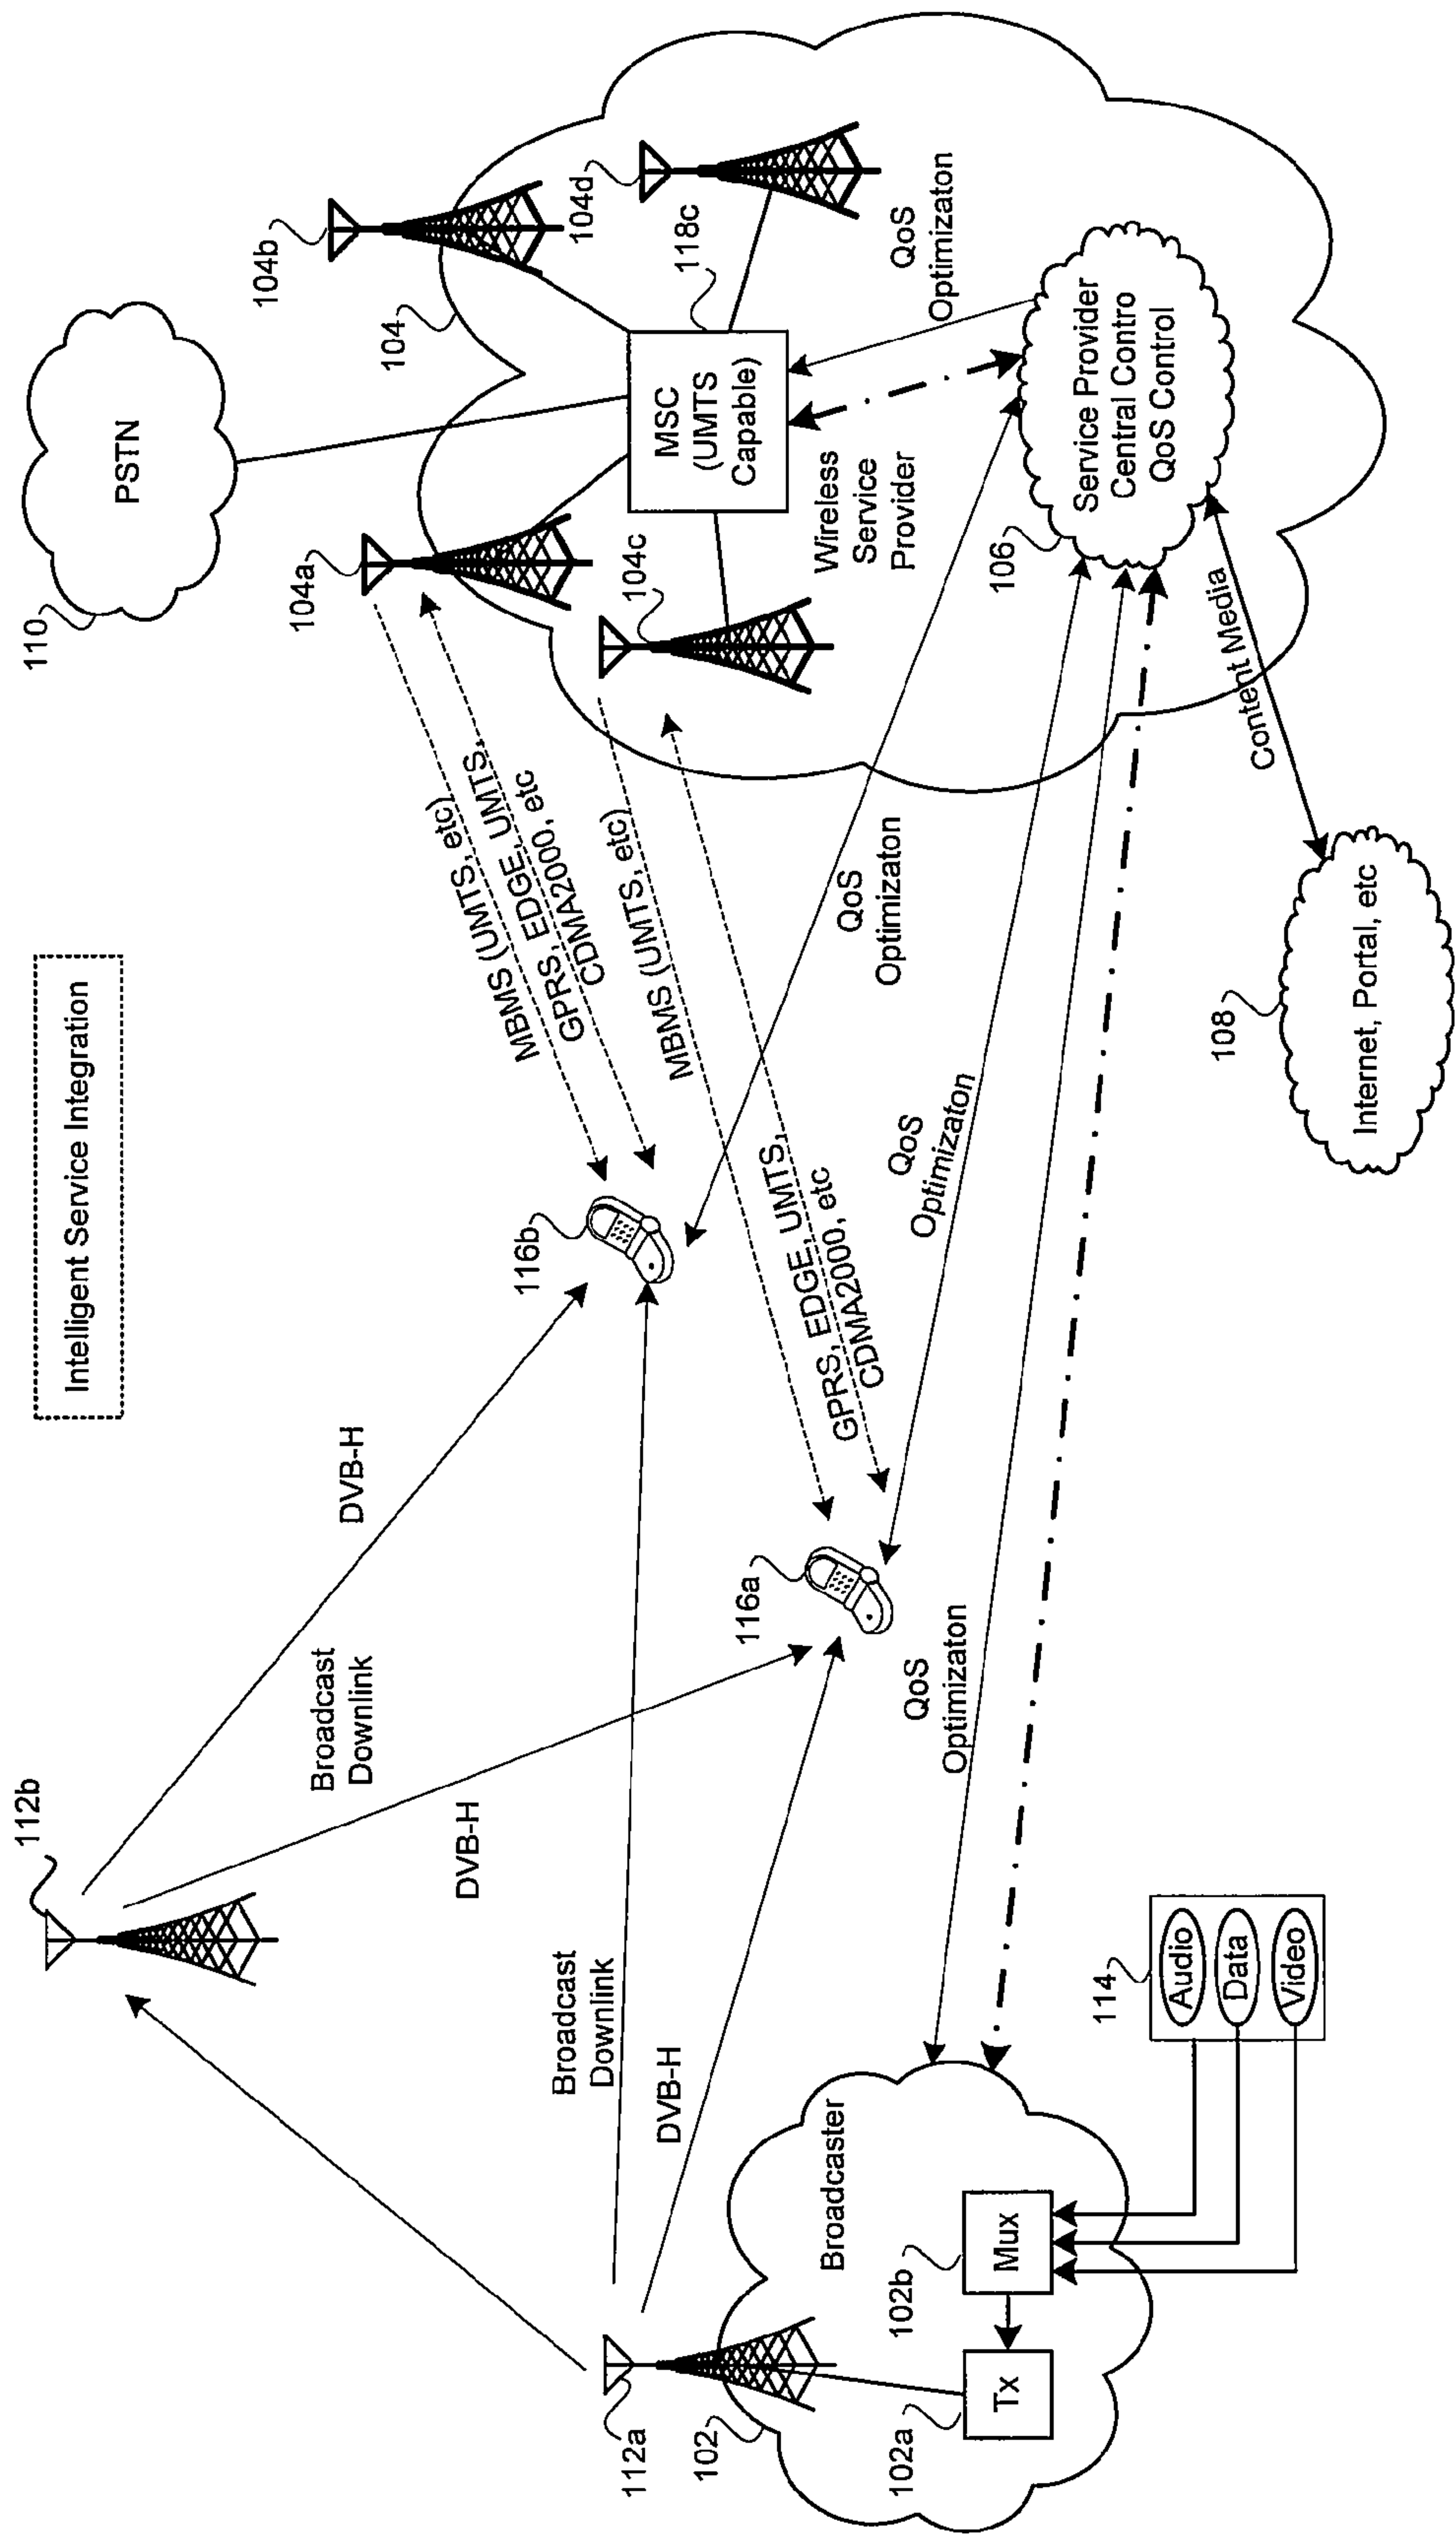 Intelligent Service Integration
112b
DVB-H
Broadcast
Downlink
DVB-H
Broadcast
Downlink
DVB-H
112a
102
Broadcaster
102a
Tx
102b
Mux
114
Audio
Data
Video
116b
116a
MBMS (UMTS, etc)
GPRS, EDGE, UMTS,
CDMA2000, etc
MBMS (UMTS, etc)
GPRS, EDGE, UMTS,
CDMA2000, etc
QoS
Optimizaton
QoS
Optimizaton
QoS
Optimizaton
110
PSTN
104a
104b
104
104c
104d
118c
MSC
(UMTS
Capable)
Wireless
Service
Provider
QoS
Optimizaton
106
Service Provider
Central Contro
QoS Control
Content Media
108
Internet, Portal, etc